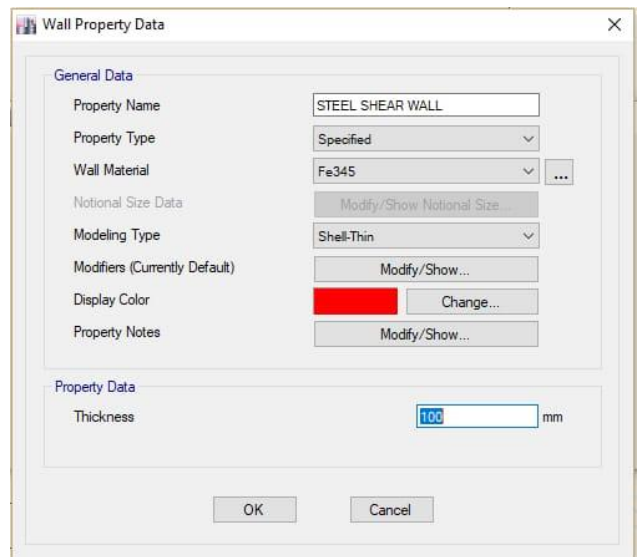 Wall Property Data
General Data
Property Name STEEL SHEAR WALL
Property Type Specified
Wall Material Fe345 ...
Notional Size Data Modify/Show Notional Size...
Modeling Type Shell-Thin
Modifiers (Currently Default) Modify/Show...
Display Color Change...
Property Notes Modify/Show...
Property Data
Thickness 100 mm
OK Cancel